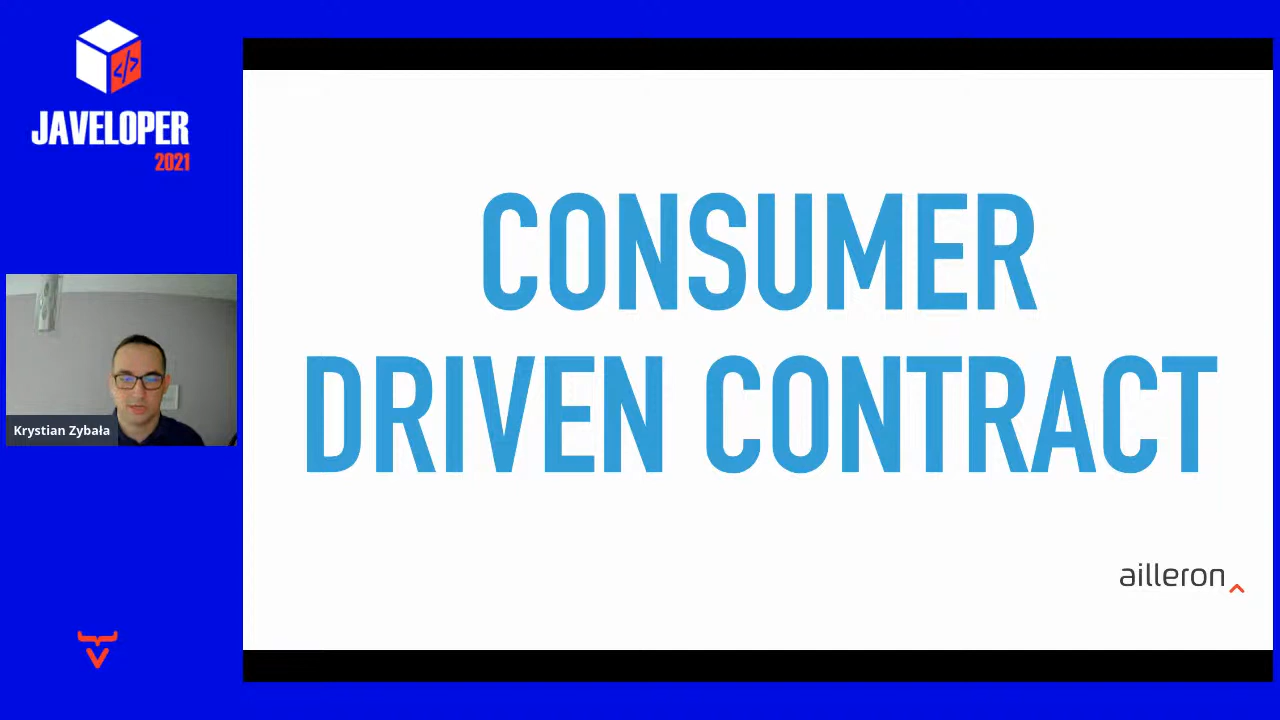 </>
JAVELOPER
2021
Krystian Zybała
CONSUMER
DRIVEN CONTRACT
ailleron